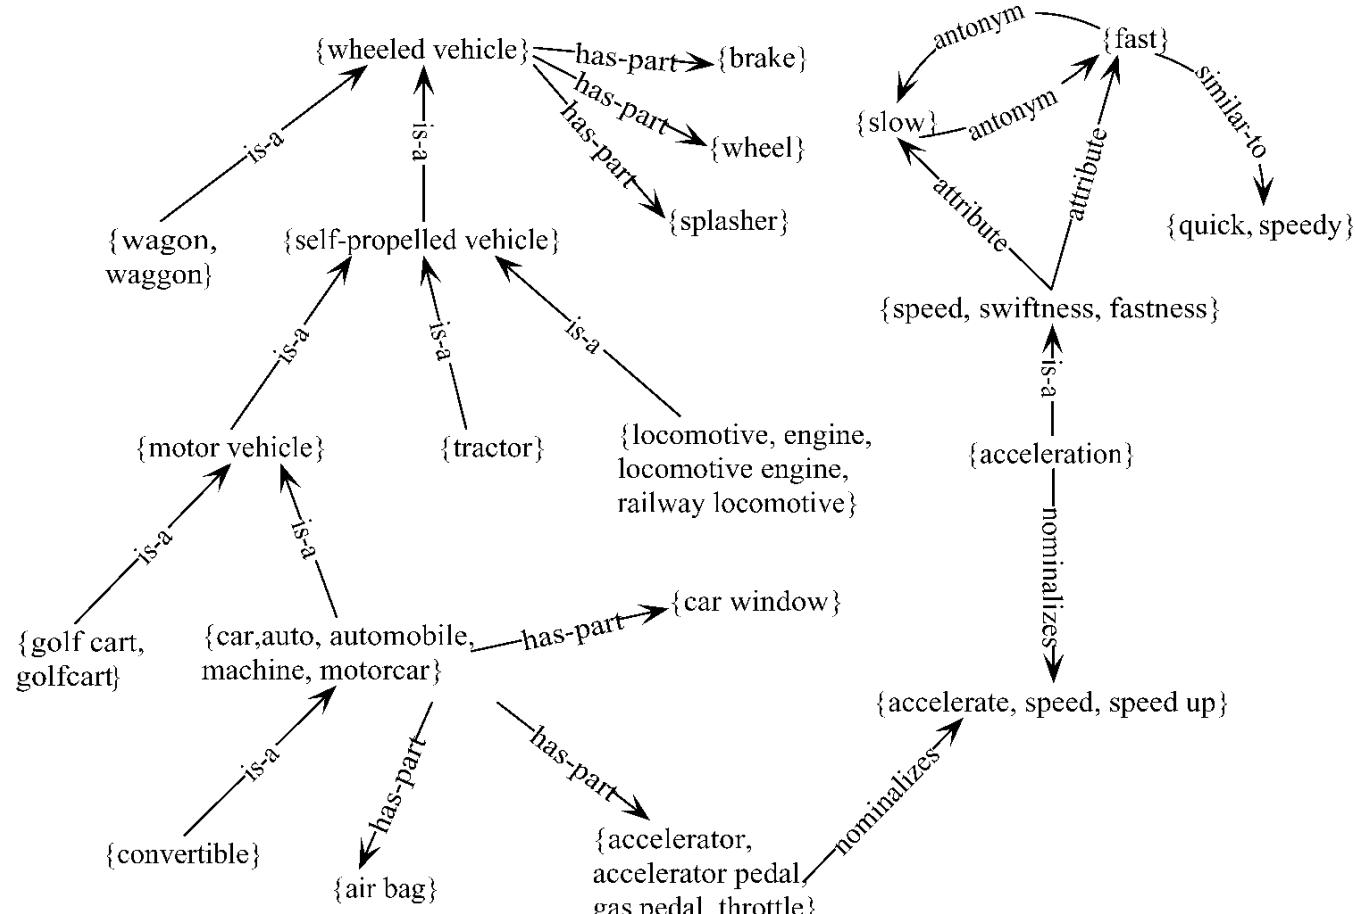 {wheeled vehicle}
has-part
{brake}
has-part
{wheel}
has-part
{splasher}
is-a
is-a
{wagon,
waggon}
{self-propelled vehicle}
is-a
is-a
is-a
{motor vehicle}
{tractor}
{locomotive, engine,
locomotive engine,
railway locomotive}
is-a
is-a
{golf cart,
golfcart}
{car,auto, automobile,
machine, motorcar}
has-part
{car window}
is-a
has-part
has-part
{convertible}
{air bag}
{accelerator,
accelerator pedal,
gas pedal, throttle}
nominalizes
antonym
{fast}
{slow}
antonym
similar-to
{quick, speedy}
attribute
attribute
{speed, swiftness, fastness}
is-a
{acceleration}
nominalizes
{accelerate, speed, speed up}